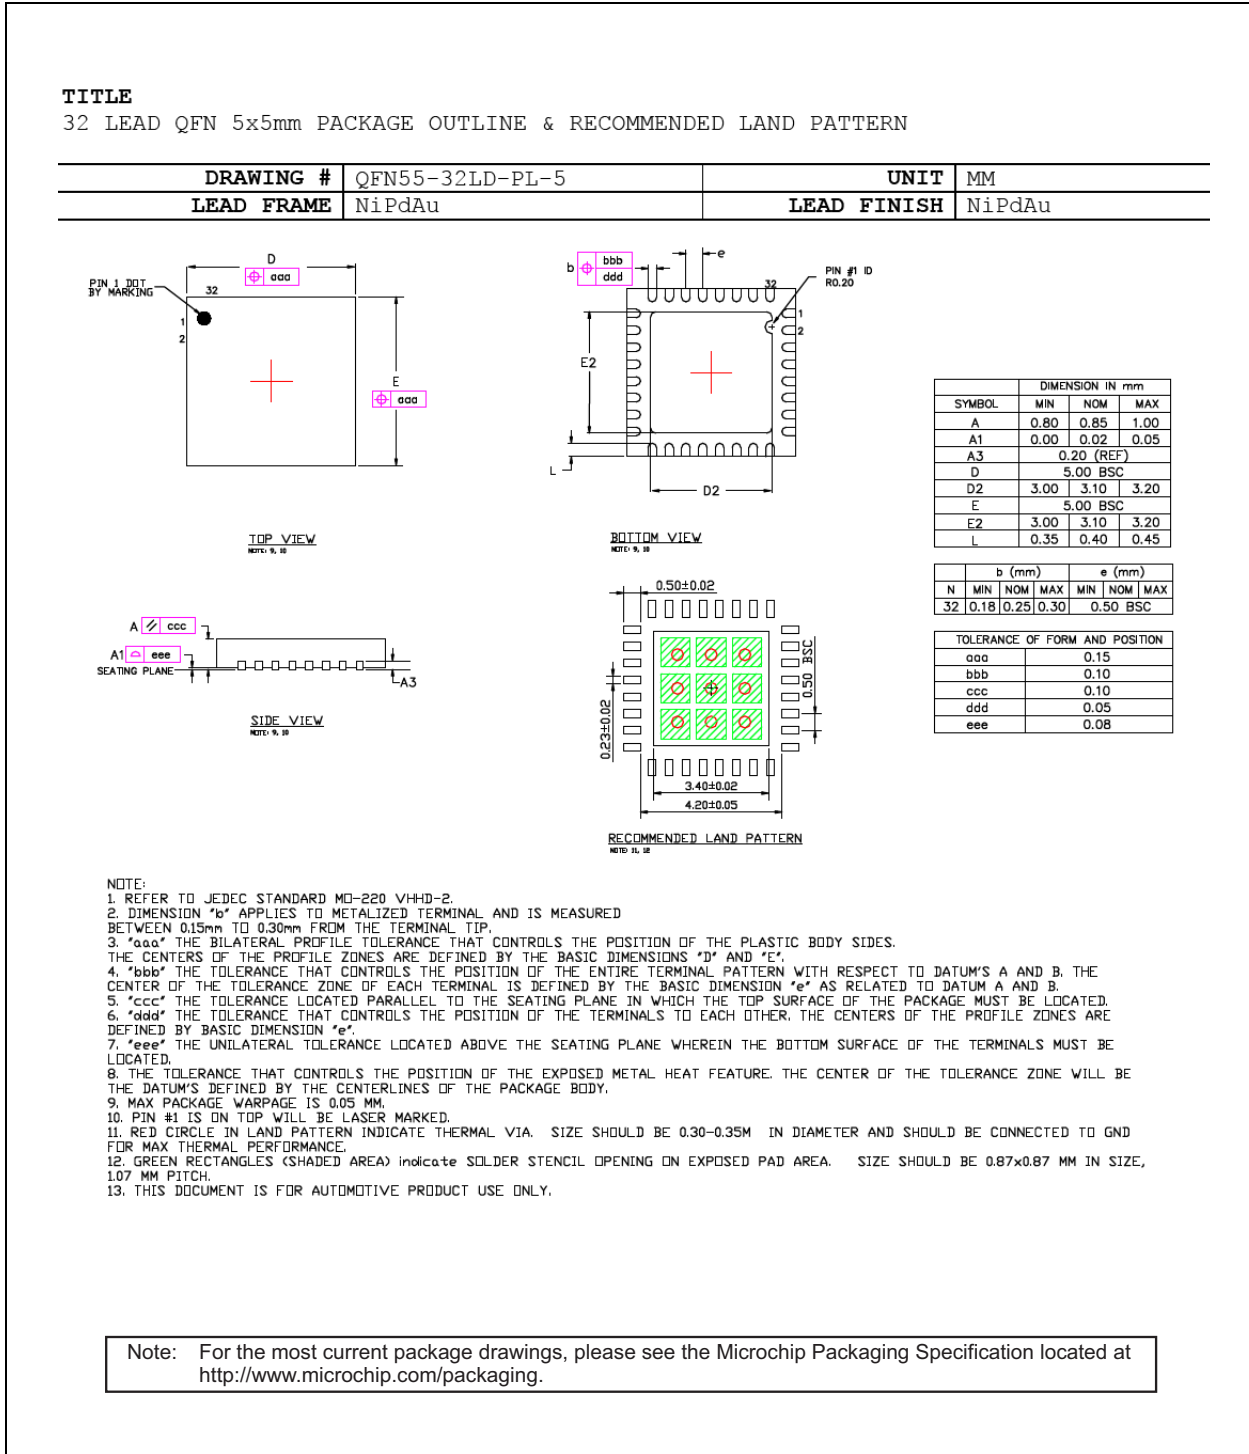 TITLE
32 LEAD QFN 5x5mm PACKAGE OUTLINE & RECOMMENDED LAND PATTERN
DRAWING # QFN55-32LD-PL-5 UNIT MM
LEAD FRAME NiPdAu LEAD FINISH NiPdAu
D
aaa
PIN 1 DOT
BY MARKING
32
1
2
E
aaa
TOP VIEW
NOTE: 9, 10
b
bbb
ddd
e
PIN #1 ID
R0.20
32
1
2
E2
L
D2
BOTTOM VIEW
NOTE: 9, 10
DIMENSION IN mm
SYMBOL MIN NOM MAX
A 0.80 0.85 1.00
A1 0.00 0.02 0.05
A3 0.20 (REF)
D 5.00 BSC
D2 3.00 3.10 3.20
E 5.00 BSC
E2 3.00 3.10 3.20
L 0.35 0.40 0.45
b (mm) e (mm)
N MIN NOM MAX MIN NOM MAX
32 0.18 0.25 0.30 0.50 BSC
TOLERANCE OF FORM AND POSITION
aaa 0.15
bbb 0.10
ccc 0.10
ddd 0.05
eee 0.08
A // ccc
A1 eee
SEATING PLANE
A3
SIDE VIEW
NOTE: 9, 10
0.50±0.02
0.50 BSC
0.23±0.02
3.40±0.02
4.20±0.05
RECOMMENDED LAND PATTERN
NOTE: 11, 12
NOTE:
1. REFER TO JEDEC STANDARD MO-220 VHHD-2.
2. DIMENSION "b" APPLIES TO METALIZED TERMINAL AND IS MEASURED
BETWEEN 0.15mm TO 0.30mm FROM THE TERMINAL TIP.
3. "aaa" THE BILATERAL PROFILE TOLERANCE THAT CONTROLS THE POSITION OF THE PLASTIC BODY SIDES.
THE CENTERS OF THE PROFILE ZONES ARE DEFINED BY THE BASIC DIMENSIONS "D" AND "E".
4. "bbb" THE TOLERANCE THAT CONTROLS THE POSITION OF THE ENTIRE TERMINAL PATTERN WITH RESPECT TO DATUM'S A AND B. THE
CENTER OF THE TOLERANCE ZONE OF EACH TERMINAL IS DEFINED BY THE BASIC DIMENSION "e" AS RELATED TO DATUM A AND B.
5. "ccc" THE TOLERANCE LOCATED PARALLEL TO THE SEATING PLANE IN WHICH THE TOP SURFACE OF THE PACKAGE MUST BE LOCATED.
6. "ddd" THE TOLERANCE THAT CONTROLS THE POSITION OF THE TERMINALS TO EACH OTHER. THE CENTERS OF THE PROFILE ZONES ARE
DEFINED BY BASIC DIMENSION "e".
7. "eee" THE UNILATERAL TOLERANCE LOCATED ABOVE THE SEATING PLANE WHEREIN THE BOTTOM SURFACE OF THE TERMINALS MUST BE
LOCATED.
8. THE TOLERANCE THAT CONTROLS THE POSITION OF THE EXPOSED METAL HEAT FEATURE. THE CENTER OF THE TOLERANCE ZONE WILL BE
THE DATUM'S DEFINED BY THE CENTERLINES OF THE PACKAGE BODY.
9. MAX PACKAGE WARPAGE IS 0.05 MM.
10. PIN #1 IS ON TOP WILL BE LASER MARKED.
11. RED CIRCLE IN LAND PATTERN INDICATE THERMAL VIA. SIZE SHOULD BE 0.30-0.35M IN DIAMETER AND SHOULD BE CONNECTED TO GND
FOR MAX THERMAL PERFORMANCE.
12. GREEN RECTANGLES (SHADED AREA) indicate SOLDER STENCIL OPENING ON EXPOSED PAD AREA. SIZE SHOULD BE 0.87x0.87 MM IN SIZE,
1.07 MM PITCH.
13. THIS DOCUMENT IS FOR AUTOMOTIVE PRODUCT USE ONLY.
Note: For the most current package drawings, please see the Microchip Packaging Specification located at
http://www.microchip.com/packaging.